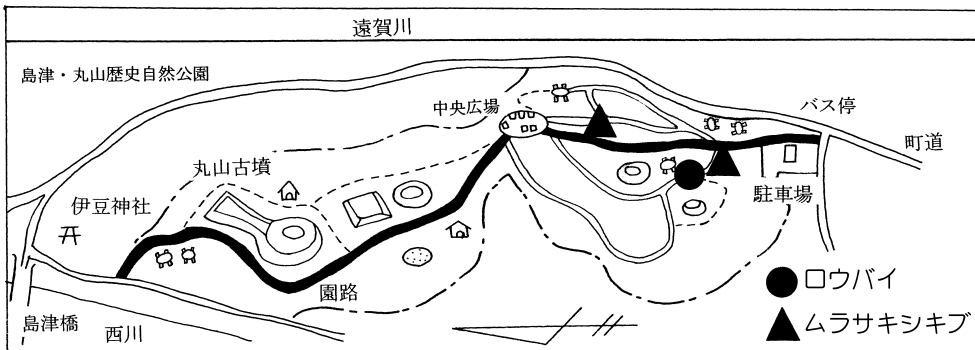 遠賀川
島津・丸山歴史自然公園
中央広場
バス停
町道
丸山古墳
伊豆神社
駐車場
園路
島津橋
西川
ロウバイ
ムラサキシキブ